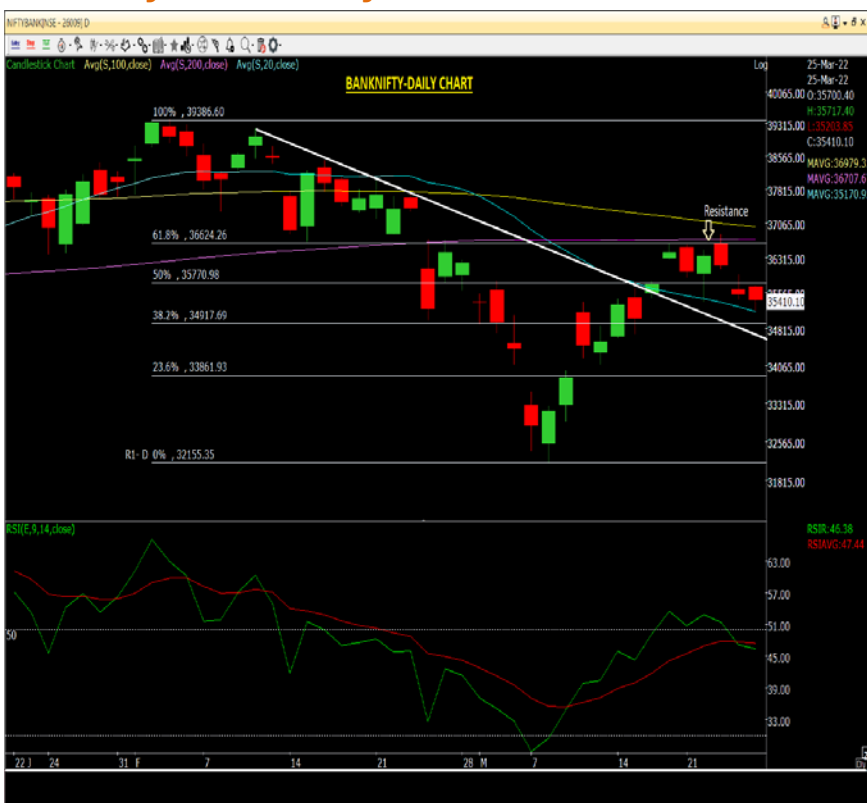 NIFTYBANK[NSE - 26009] D
Candlestick Chart Avg(S,100,close) Avg(S,200,close) Avg(S,20,close)
Log
25-Mar-22
25-Mar-22
O:35700.40
H:35717.40
L:35203.85
C:35410.10
MAVG:36979.3
MAVG:36707.6
MAVG:35170.9
BANKNIFTY-DAILY CHART
100% , 39386.60
61.8% , 36624.26
50% , 35770.98
38.2% , 34917.69
23.6% , 33861.93
R1- D 0% , 32155.35
Resistance
40065.00
39315.00
38565.00
37815.00
37065.00
36315.00
35565.00
35410.10
34815.00
34065.00
33315.00
32565.00
31815.00
RSI(E,9,14,close)
RSIR:46.38
RSIAVG:47.44
63.00
57.00
51.00
45.00
39.00
33.00
50
22 J 24 31 F 7 14 21 28 M 7 14 21